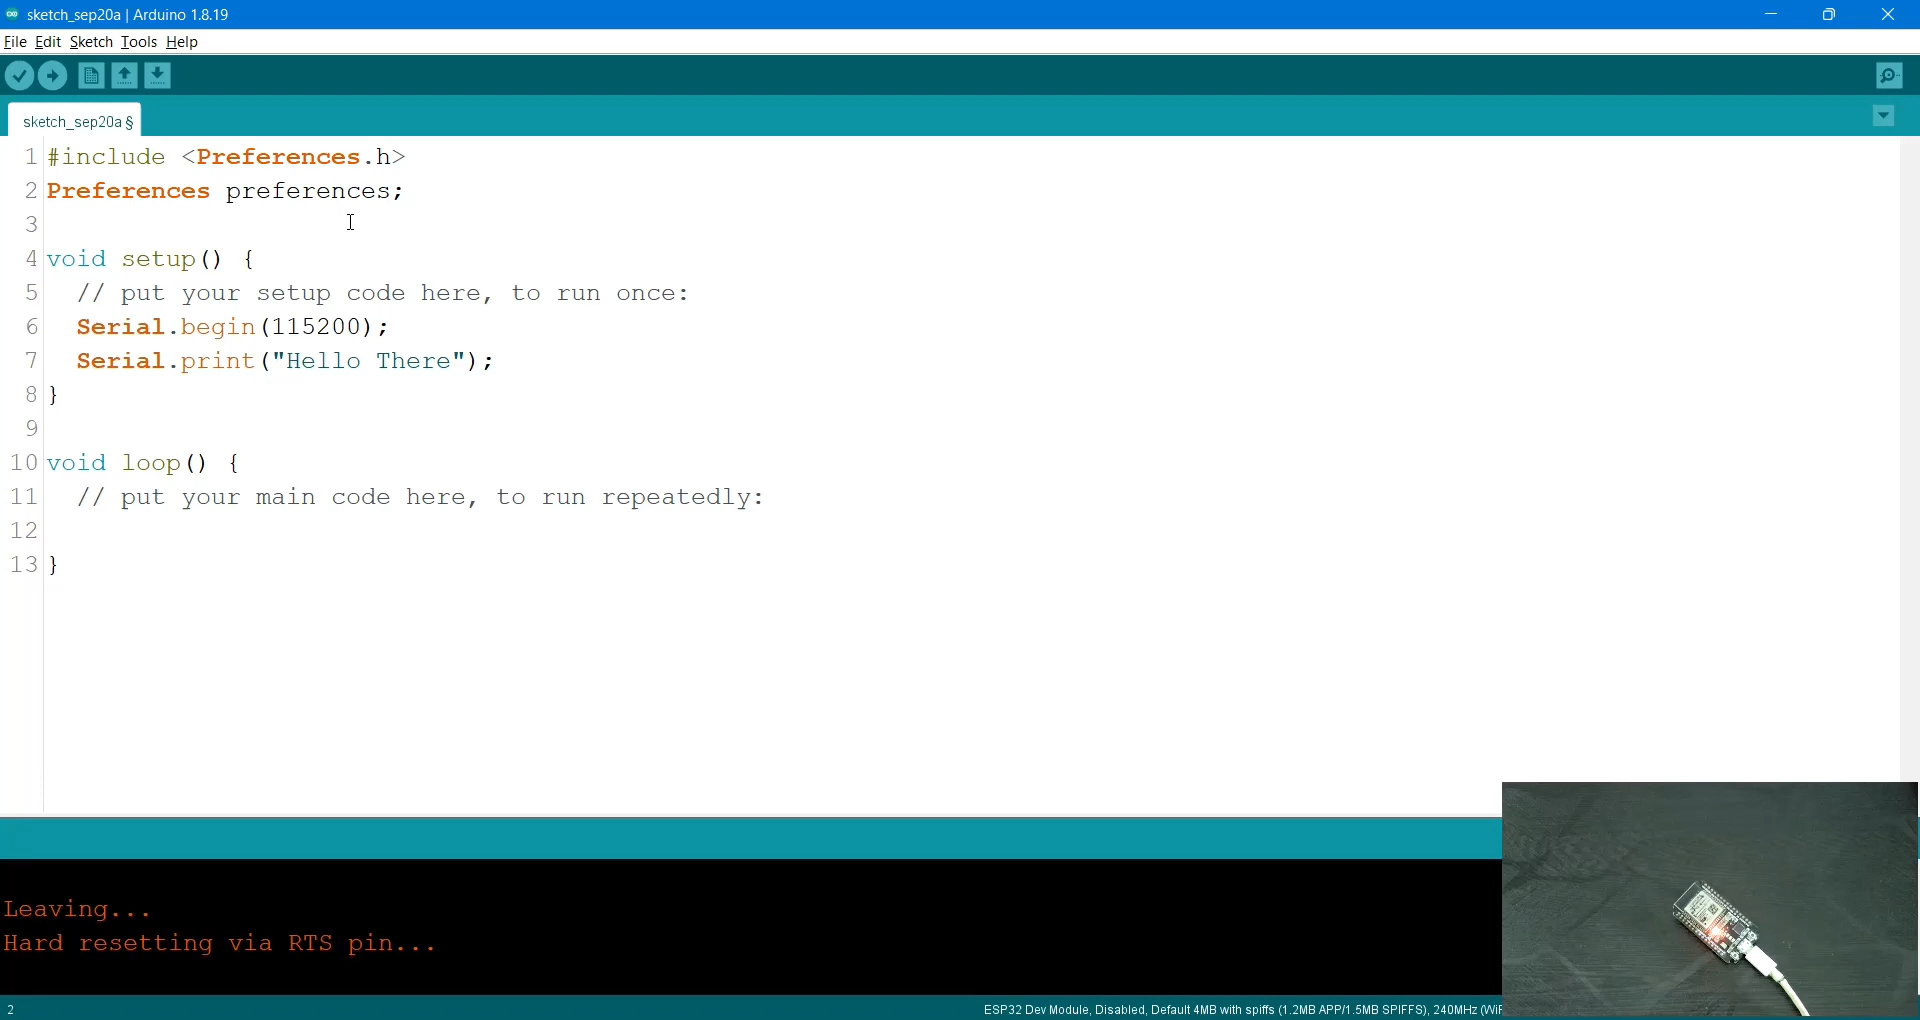 sketch_sep20a | Arduino 1.8.19
File Edit Sketch Tools Help
sketch_sep20a §
1 #include <Preferences.h>
2 Preferences preferences;
3
4 void setup() {
5 // put your setup code here, to run once:
6 Serial.begin(115200);
7 Serial.print("Hello There");
8 }
9
10 void loop() {
11 // put your main code here, to run repeatedly:
12
13 }
Leaving...
Hard resetting via RTS pin...
2 ESP32 Dev Module, Disabled, Default 4MB with spiffs (1.2MB APP/1.5MB SPIFFS), 240MHz